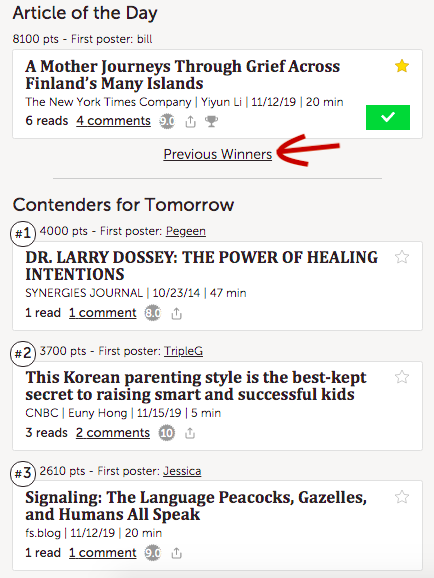 Article of the Day
8100 pts - First poster: bill
A Mother Journeys Through Grief Across
Finland's Many Islands
The New York Times Company | Yiyun Li | 11/12/19 | 20 min
6 reads 4 comments 9.0
Previous Winners
Contenders for Tomorrow
#1 4000 pts - First poster: Pegeen
DR. LARRY DOSSEY: THE POWER OF HEALING
INTENTIONS
SYNERGIES JOURNAL | 10/23/14 | 47 min
1 read 1 comment 8.0
#2 3700 pts - First poster: TripleG
This Korean parenting style is the best-kept
secret to raising smart and successful kids
CNBC | Euny Hong | 11/15/19 | 5 min
3 reads 2 comments 10
#3 2610 pts - First poster: Jessica
Signaling: The Language Peacocks, Gazelles,
and Humans All Speak
fs.blog | 11/12/19 | 20 min
1 read 1 comment 9.0